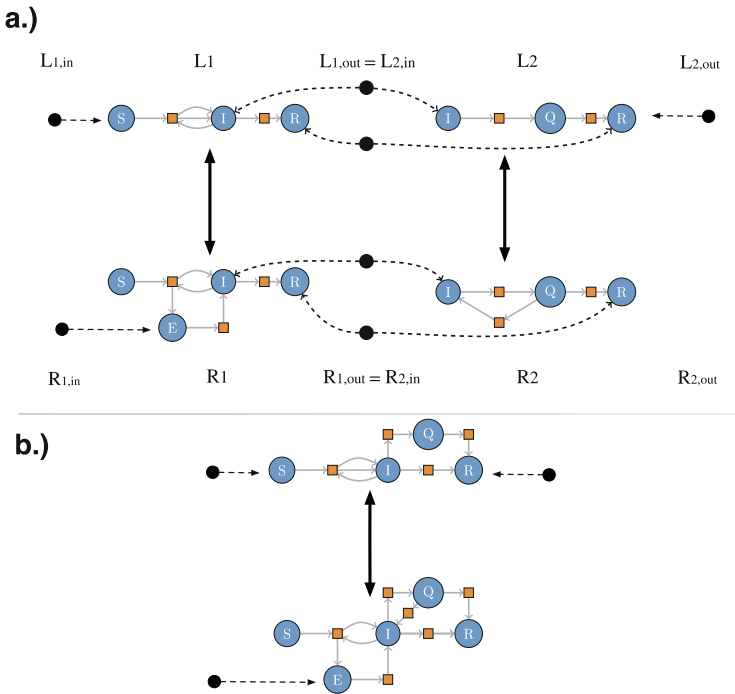 a.)
L1,in L1 L1,out = L2,in L2 L2,out
S I R I Q R
S I R I Q R
E
R1,in R1 R1,out = R2,in R2 R2,out
b.)
Q
S I R
Q
S I R
E